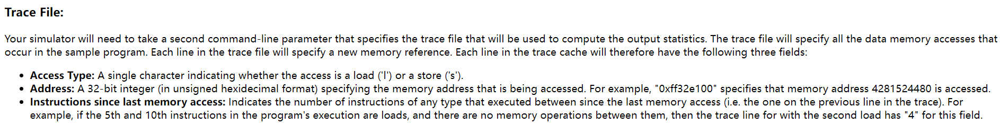 Trace File:
Your simulator will need to take a second command-line parameter that specifies the trace file that will be used to compute the output statistics. The trace file will specify all the data memory accesses that
occur in the sample program. Each line in the trace file will specify a new memory reference. Each line in the trace cache will therefore have the following three fields:
• Access Type: A single character indicating whether the access is a load ('l') or a store ('s').
• Address: A 32-bit integer (in unsigned hexidecimal format) specifying the memory address that is being accessed. For example, "0xff32e100" specifies that memory address 4281524480 is accessed.
• Instructions since last memory access: Indicates the number of instructions of any type that executed between since the last memory access (i.e. the one on the previous line in the trace). For
example, if the 5th and 10th instructions in the program's execution are loads, and there are no memory operations between them, then the trace line for with the second load has "4" for this field.